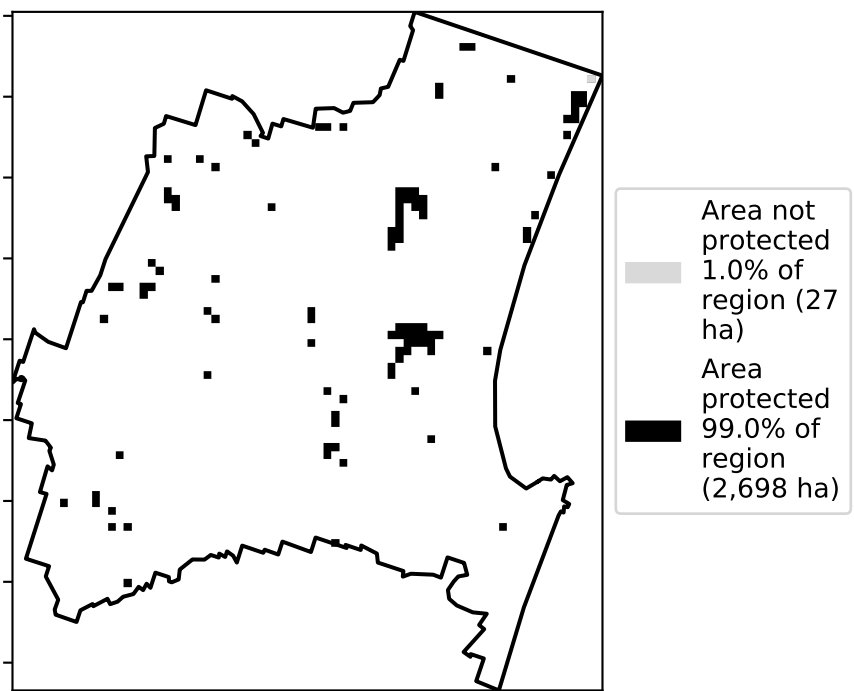 Area not
protected
1.0% of
region (27
ha)
Area
protected
99.0% of
region
(2,698 ha)